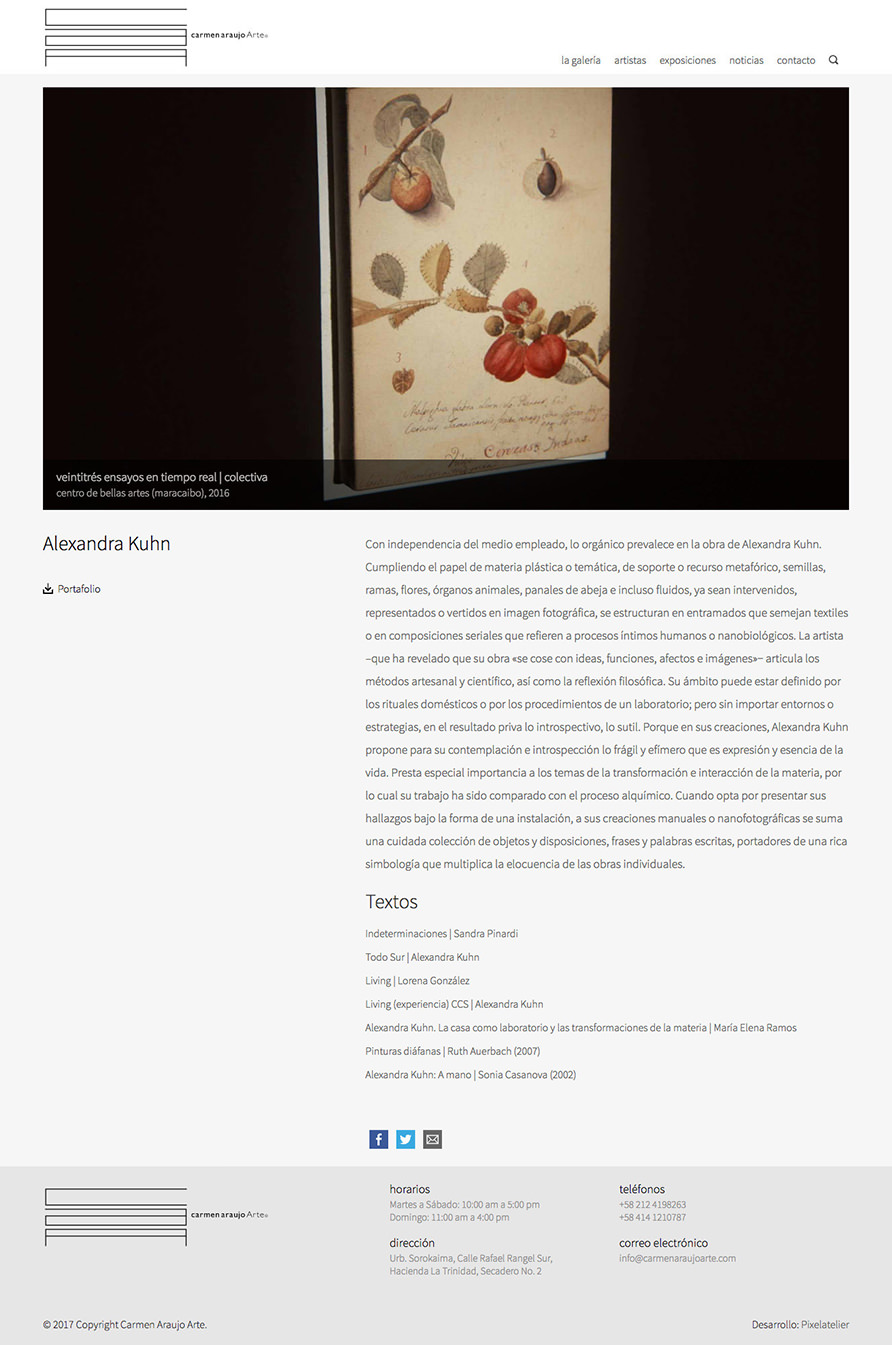 carmen araujo Arte®
la galería artistas exposiciones noticias contacto
1
2
4
3
Cerezas Indias.
veintitrés ensayos en tiempo real | colectiva
centro de bellas artes (maracaibo), 2016
Alexandra Kuhn
Portafolio
Con independencia del medio empleado, lo orgánico prevalece en la obra de Alexandra Kuhn.
Cumpliendo el papel de materia plástica o temática, de soporte o recurso metafórico, semillas,
ramas, flores, órganos animales, panales de abeja e incluso fluidos, ya sean intervenidos,
representados o vertidos en imagen fotográfica, se estructuran en entramados que semejan textiles
o en composiciones seriales que refieren a procesos íntimos humanos o nanobiológicos. La artista
–que ha revelado que su obra «se cose con ideas, funciones, afectos e imágenes»– articula los
métodos artesanal y científico, así como la reflexión filosófica. Su ámbito puede estar definido por
los rituales domésticos o por los procedimientos de un laboratorio; pero sin importar entornos o
estrategias, en el resultado priva lo introspectivo, lo sutil. Porque en sus creaciones, Alexandra Kuhn
propone para su contemplación e introspección lo frágil y efímero que es expresión y esencia de la
vida. Presta especial importancia a los temas de la transformación e interacción de la materia, por
lo cual su trabajo ha sido comparado con el proceso alquímico. Cuando opta por presentar sus
hallazgos bajo la forma de una instalación, a sus creaciones manuales o nanofotográficas se suma
una cuidada colección de objetos y disposiciones, frases y palabras escritas, portadores de una rica
simbología que multiplica la elocuencia de las obras individuales.
Textos
Indeterminaciones | Sandra Pinardi
Todo Sur | Alexandra Kuhn
Living | Lorena González
Living (experiencia) CCS | Alexandra Kuhn
Alexandra Kuhn. La casa como laboratorio y las transformaciones de la materia | María Elena Ramos
Pinturas diáfanas | Ruth Auerbach (2007)
Alexandra Kuhn: A mano | Sonia Casanova (2002)
carmen araujo Arte®
horarios
Martes a Sábado: 10:00 am a 5:00 pm
Domingo: 11:00 am a 4:00 pm
dirección
Urb. Sorokaima, Calle Rafael Rangel Sur,
Hacienda La Trinidad, Secadero No. 2
teléfonos
+58 212 4198263
+58 414 1210787
correo electrónico
info@carmenaraujoarte.com
© 2017 Copyright Carmen Araujo Arte.
Desarrollo: Pixelatelier